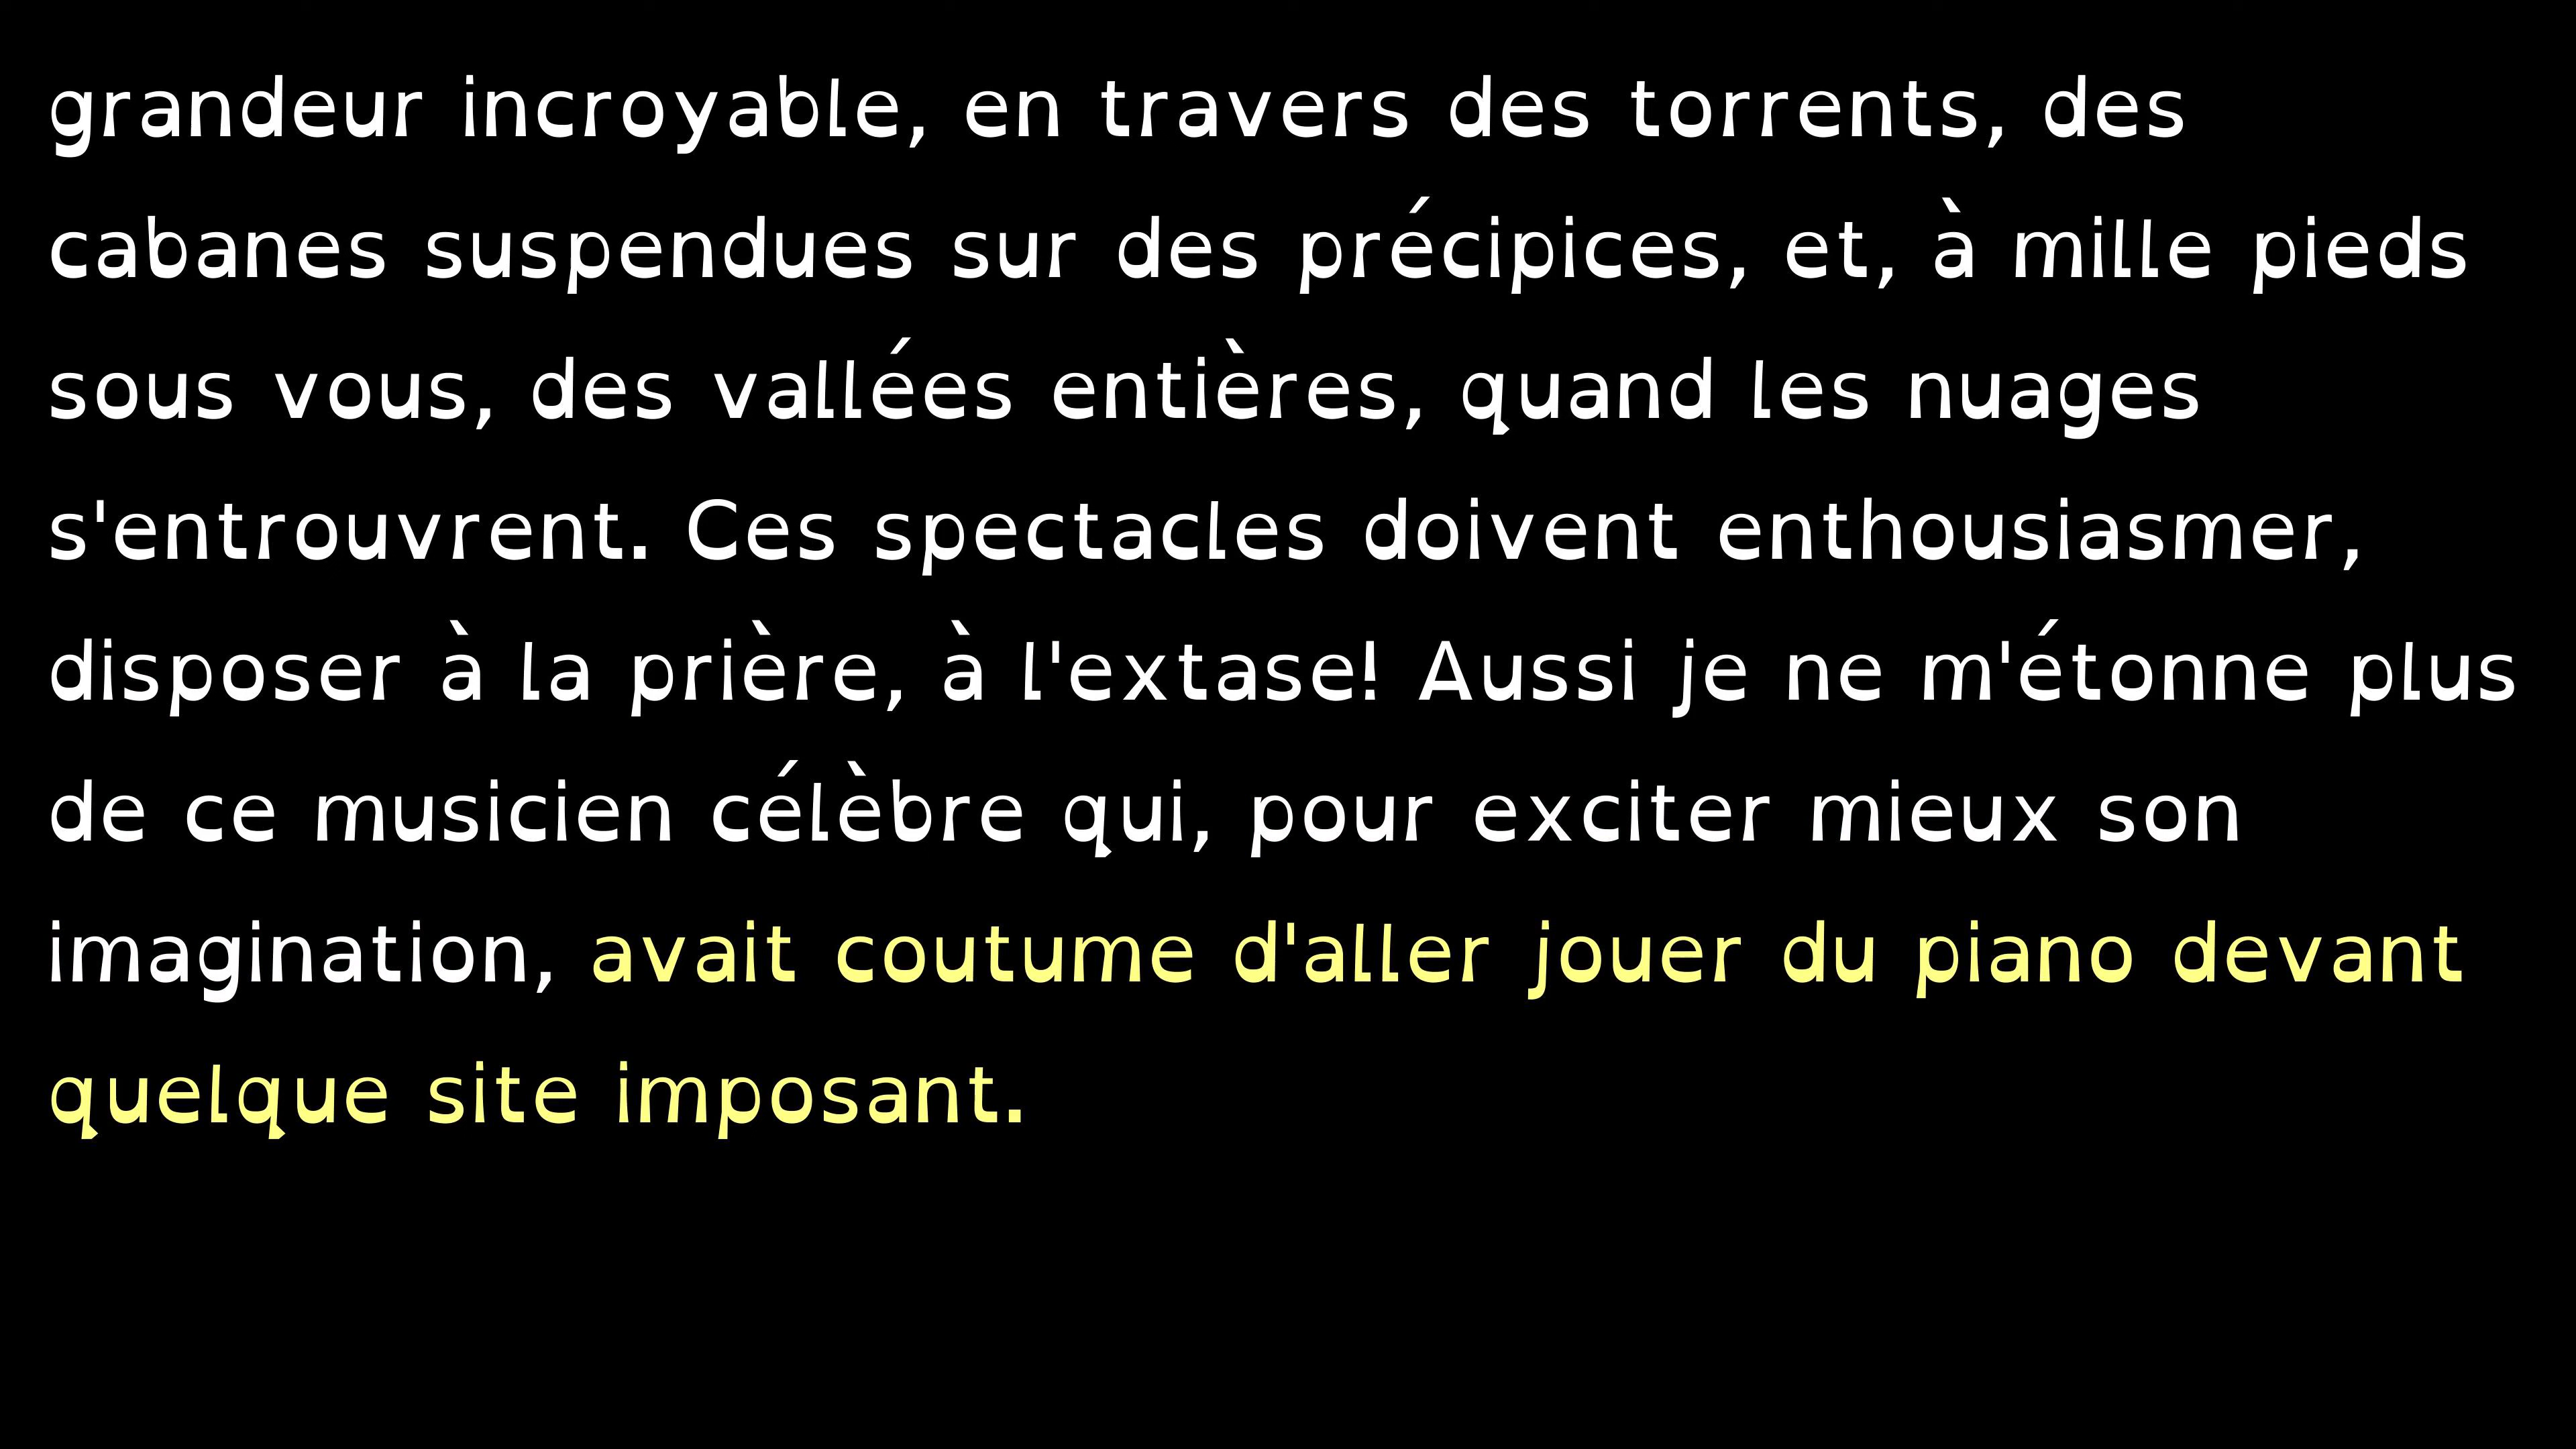 grandeur incroyable, en travers des torrents, des
cabanes suspendues sur des précipices, et, à mille pieds
sous vous, des vallées entières, quand les nuages
s'entrouvrent. Ces spectacles doivent enthousiasmer,
disposer à la prière, à l'extase! Aussi je ne m'étonne plus
de ce musicien célèbre qui, pour exciter mieux son
imagination, avait coutume d'aller jouer du piano devant
quelque site imposant.